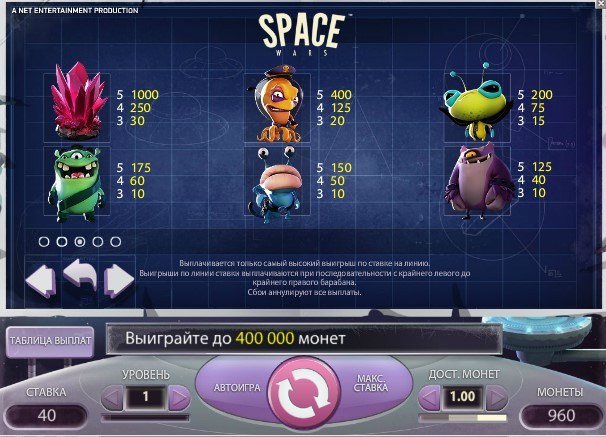 A NET ENTERTAINMENT PRODUCTION
SPACE
WARS
5 1000
4 250
3 30
5 400
4 125
3 20
5 200
4 75
3 15
5 175
4 60
3 10
5 150
4 50
3 10
5 125
4 40
3 10
Выплачивается только самый высокий выигрыш по ставке на линию.
Выигрыши по линии ставки выплачиваются при последовательности с крайнего левого до
крайнего правого барабана.
Сбои аннулируют все выплаты.
ТАБЛИЦА ВЫПЛАТ
Выиграйте до 400 000 монет
СТАВКА
40
УРОВЕНЬ
1
АВТОИГРА
МАКС.
СТАВКА
ДОСТ. МОНЕТ
1.00
МОНЕТЫ
960